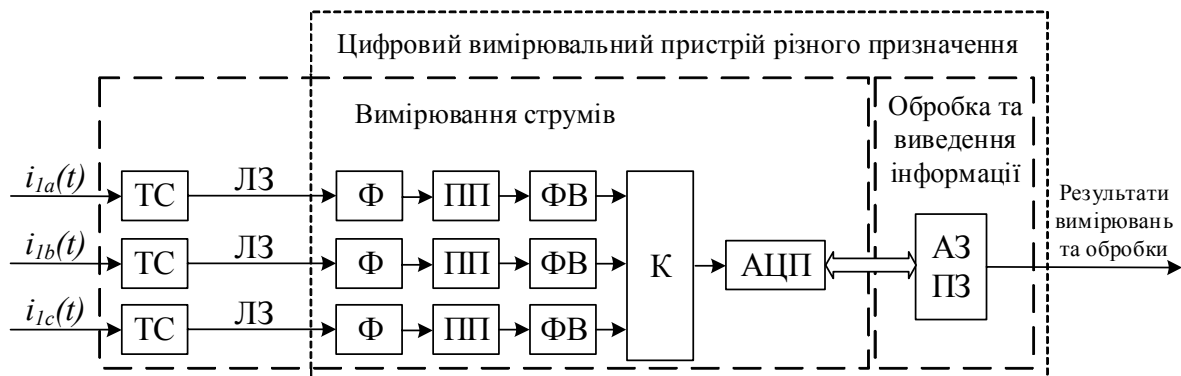 Цифровий вимірювальний пристрій різного призначення
Вимірювання струмів
Обробка та
виведення
інформації
i1a(t)
ТС
ЛЗ
Ф
ПП
ФВ
i1b(t)
ТС
ЛЗ
Ф
ПП
ФВ
i1c(t)
ТС
ЛЗ
Ф
ПП
ФВ
К
АЦП
АЗ
ПЗ
Результати
вимірювань
та обробки